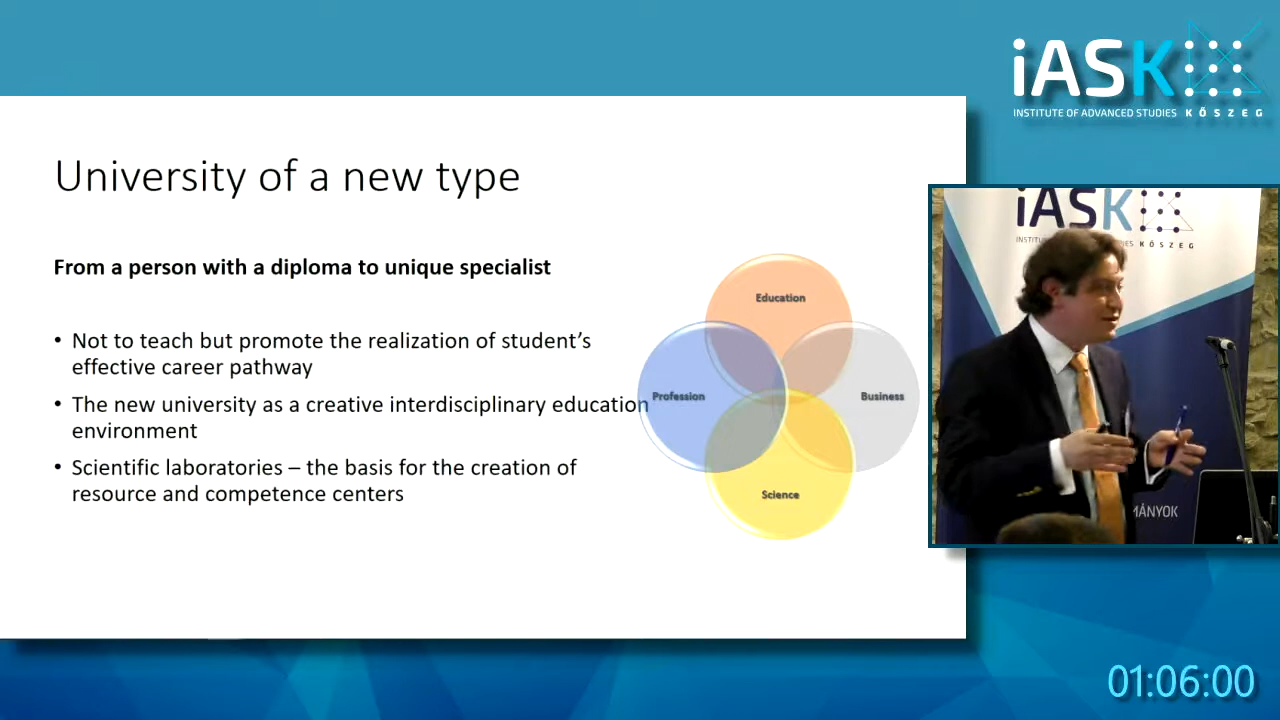 iASK
INSTITUTE OF ADVANCED STUDIES KŐSZEG
University of a new type
From a person with a diploma to unique specialist
• Not to teach but promote the realization of student’s
effective career pathway
• The new university as a creative interdisciplinary education
environment
• Scientific laboratories – the basis for the creation of
resource and competence centers
Education
Profession
Business
Science
iASK
KŐSZEG
MÁNYOK
01:06:00